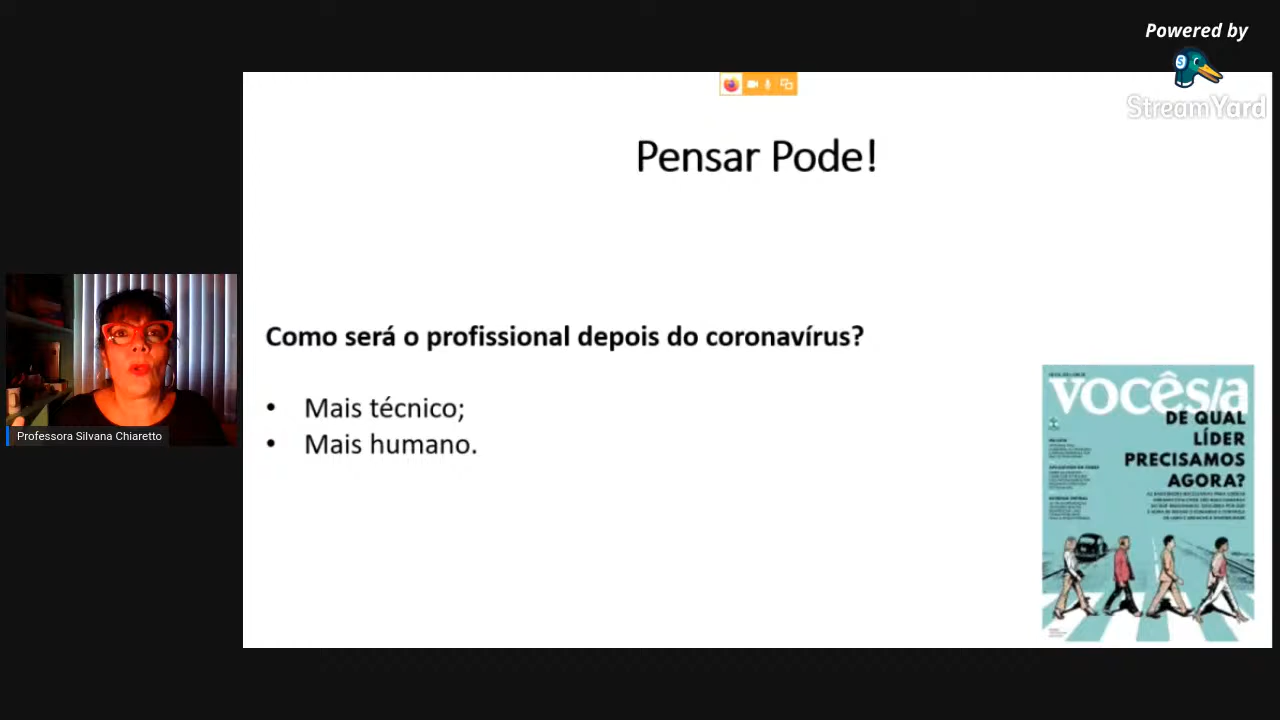 Powered by
StreamYard
Pensar Pode!
Como será o profissional depois do coronavírus?
• Mais técnico;
• Mais humano.
Professora Silvana Chiaretto
VOCÊs/a
DE QUAL
LÍDER
PRECISAMOS
AGORA?